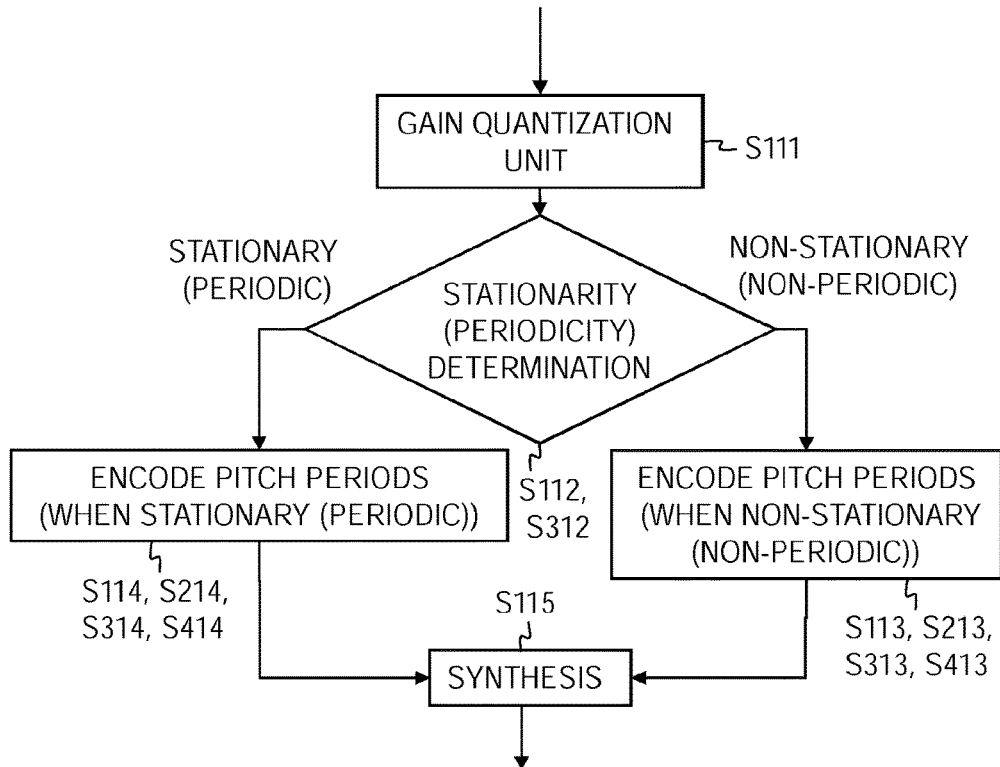 GAIN QUANTIZATION
UNIT
S111
STATIONARY
(PERIODIC)
NON-STATIONARY
(NON-PERIODIC)
STATIONARITY
(PERIODICITY)
DETERMINATION
S112,
S312
ENCODE PITCH PERIODS
(WHEN STATIONARY (PERIODIC))
ENCODE PITCH PERIODS
(WHEN NON-STATIONARY
(NON-PERIODIC))
S114, S214,
S314, S414
S115
S113, S213,
S313, S413
SYNTHESIS